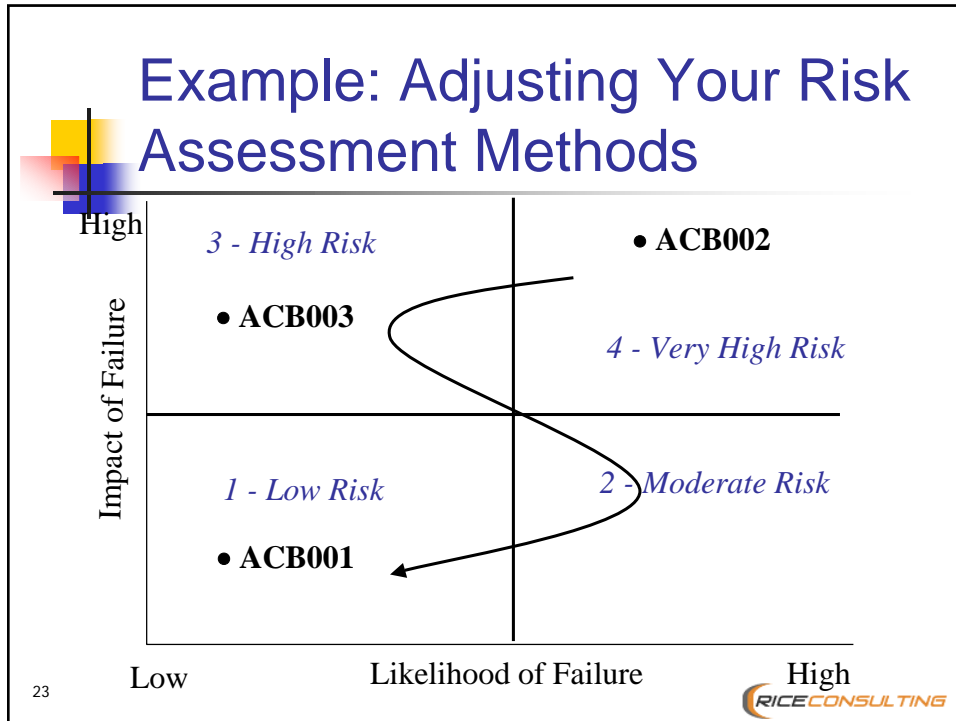 Example: Adjusting Your Risk
Assessment Methods
High
3 - High Risk
• ACB002
• ACB003
4 - Very High Risk
Impact of Failure
1 - Low Risk
2 - Moderate Risk
• ACB001
Low
Likelihood of Failure
High
23
RICECONSULTING